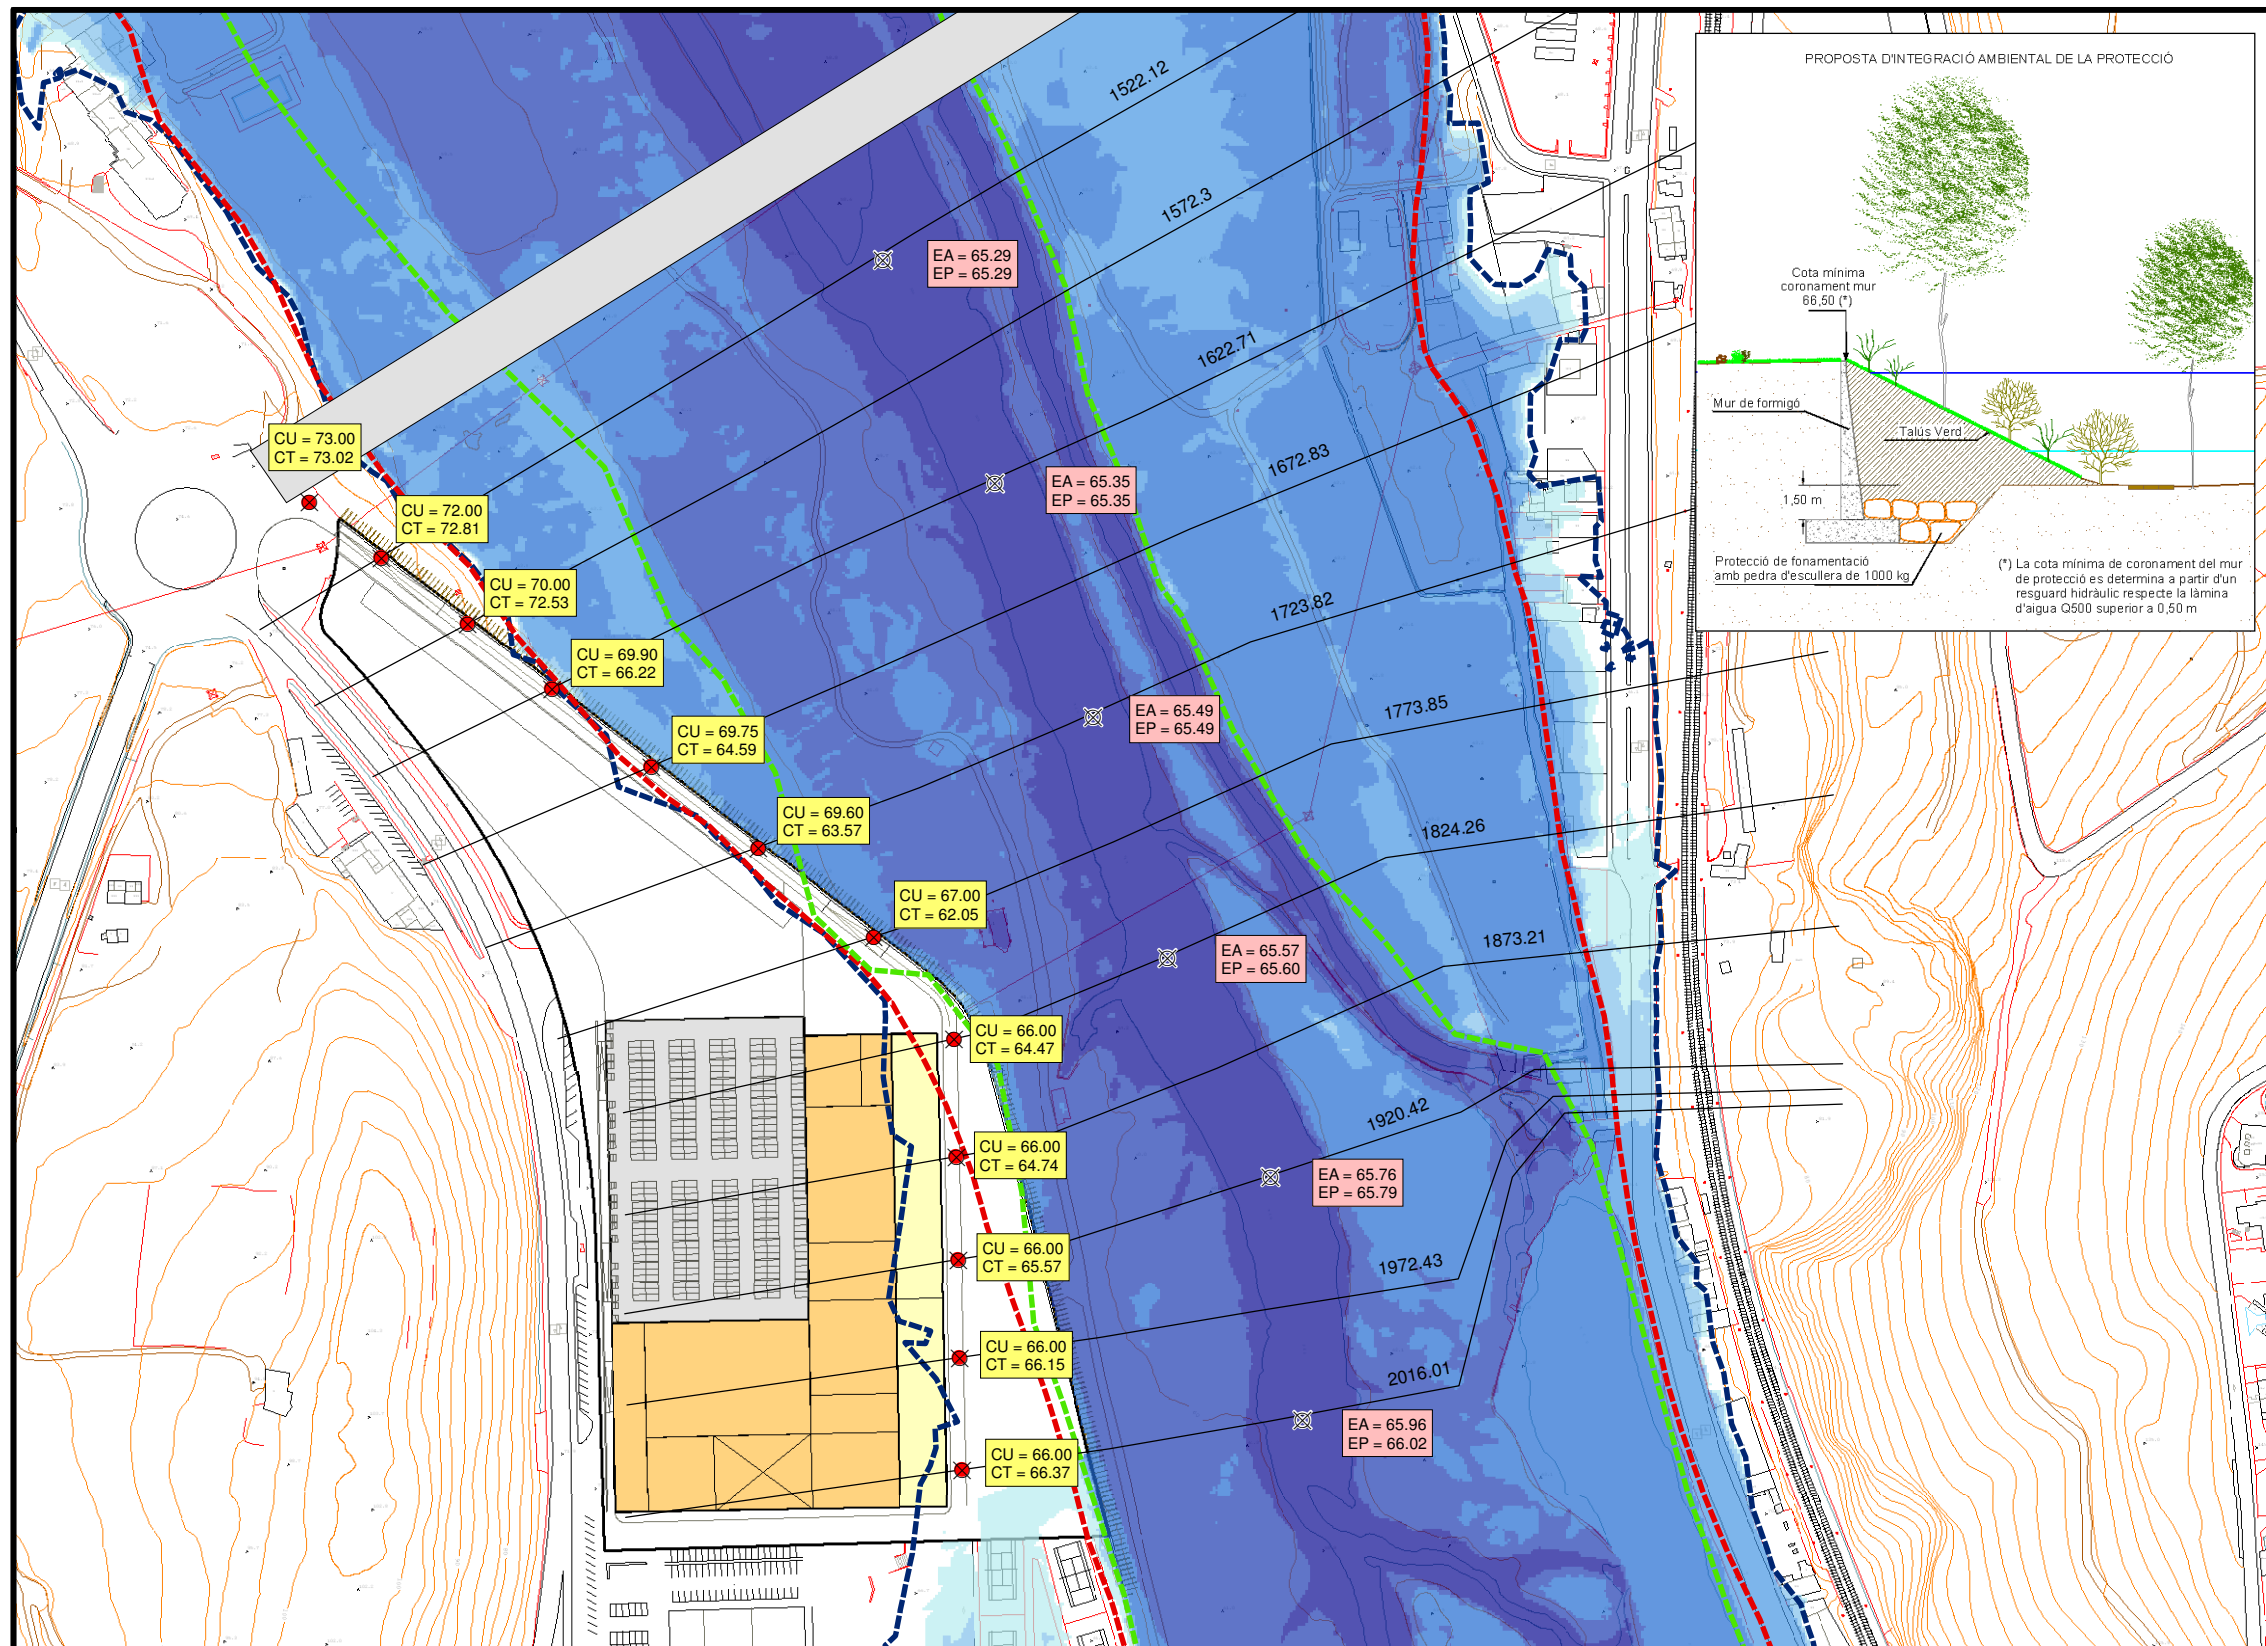 PROPOSTA D'INTEGRACIÓ AMBIENTAL DE LA PROTECCIÓ
Cota mínima
coronament mur
66,50 (*)
Mur de formigó
Talús Verd
1,50 m
Protecció de fonamentació
amb pedra d'escullera de 1000 kg
(*) La cota mínima de coronament del mur
de protecció es determina a partir d'un
resguard hidràulic respecte la làmina
d'aigua Q500 superior a 0,50 m
1522.12
1572.3
1622.71
1672.83
1723.82
1773.85
1824.26
1873.21
1920.42
1972.43
2016.01
EA = 65.29
EP = 65.29
EA = 65.35
EP = 65.35
EA = 65.49
EP = 65.49
EA = 65.57
EP = 65.60
EA = 65.76
EP = 65.79
EA = 65.96
EP = 66.02
CU = 73.00
CT = 73.02
CU = 72.00
CT = 72.81
CU = 70.00
CT = 72.53
CU = 69.90
CT = 66.22
CU = 69.75
CT = 64.59
CU = 69.60
CT = 63.57
CU = 67.00
CT = 62.05
CU = 66.00
CT = 64.47
CU = 66.00
CT = 64.74
CU = 66.00
CT = 65.57
CU = 66.00
CT = 66.15
CU = 66.00
CT = 66.37